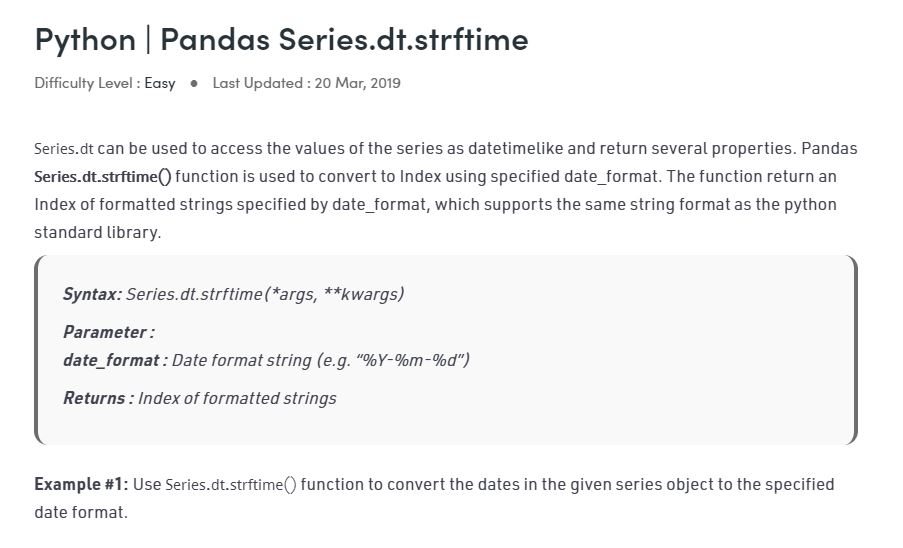 Python | Pandas Series.dt.strftime
Difficulty Level : Easy ● Last Updated : 20 Mar, 2019
Series.dt can be used to access the values of the series as datetimelike and return several properties. Pandas
Series.dt.strftime() function is used to convert to Index using specified date_format. The function return an
Index of formatted strings specified by date_format, which supports the same string format as the python
standard library.
Syntax: Series.dt.strftime(*args, **kwargs)
Parameter :
date_format : Date format string (e.g. “%Y-%m-%d”)
Returns : Index of formatted strings
Example #1: Use Series.dt.strftime() function to convert the dates in the given series object to the specified
date format.